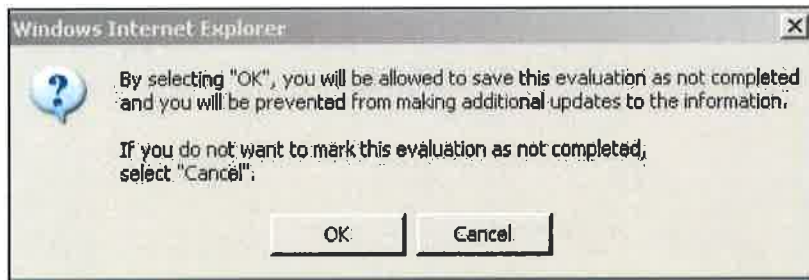 Windows Internet Explorer
By selecting "OK", you will be allowed to save this evaluation as not completed
and you will be prevented from making additional updates to the information.
If you do not want to mark this evaluation as not completed,
select "Cancel".
OK
Cancel